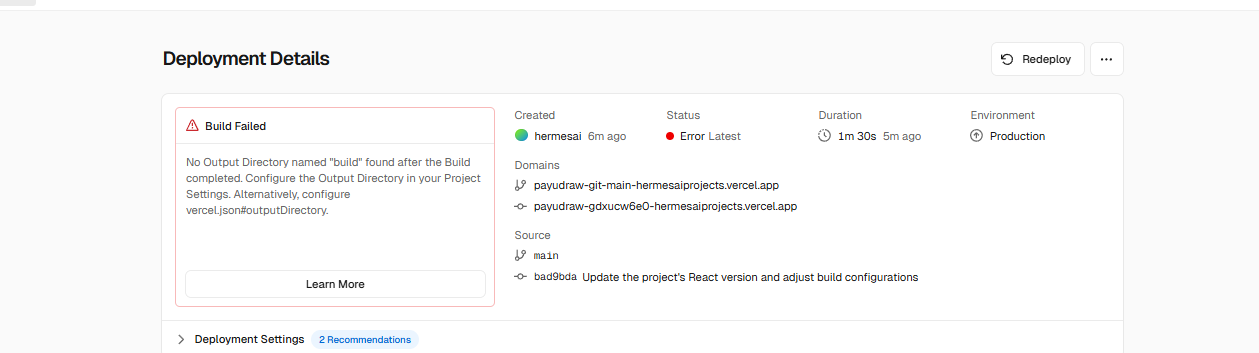 Deployment Details
Redeploy
Build Failed
No Output Directory named "build" found after the Build
completed. Configure the Output Directory in your Project
Settings. Alternatively, configure
vercel.json#outputDirectory.
Learn More
Created Status Duration Environment
hermesai 6m ago Error Latest 1m 30s 5m ago Production
Domains
payudraw-git-main-hermesaiprojects.vercel.app
payudraw-gdxucw6e0-hermesaiprojects.vercel.app
Source
main
bad9bda Update the project's React version and adjust build configurations
Deployment Settings 2 Recommendations